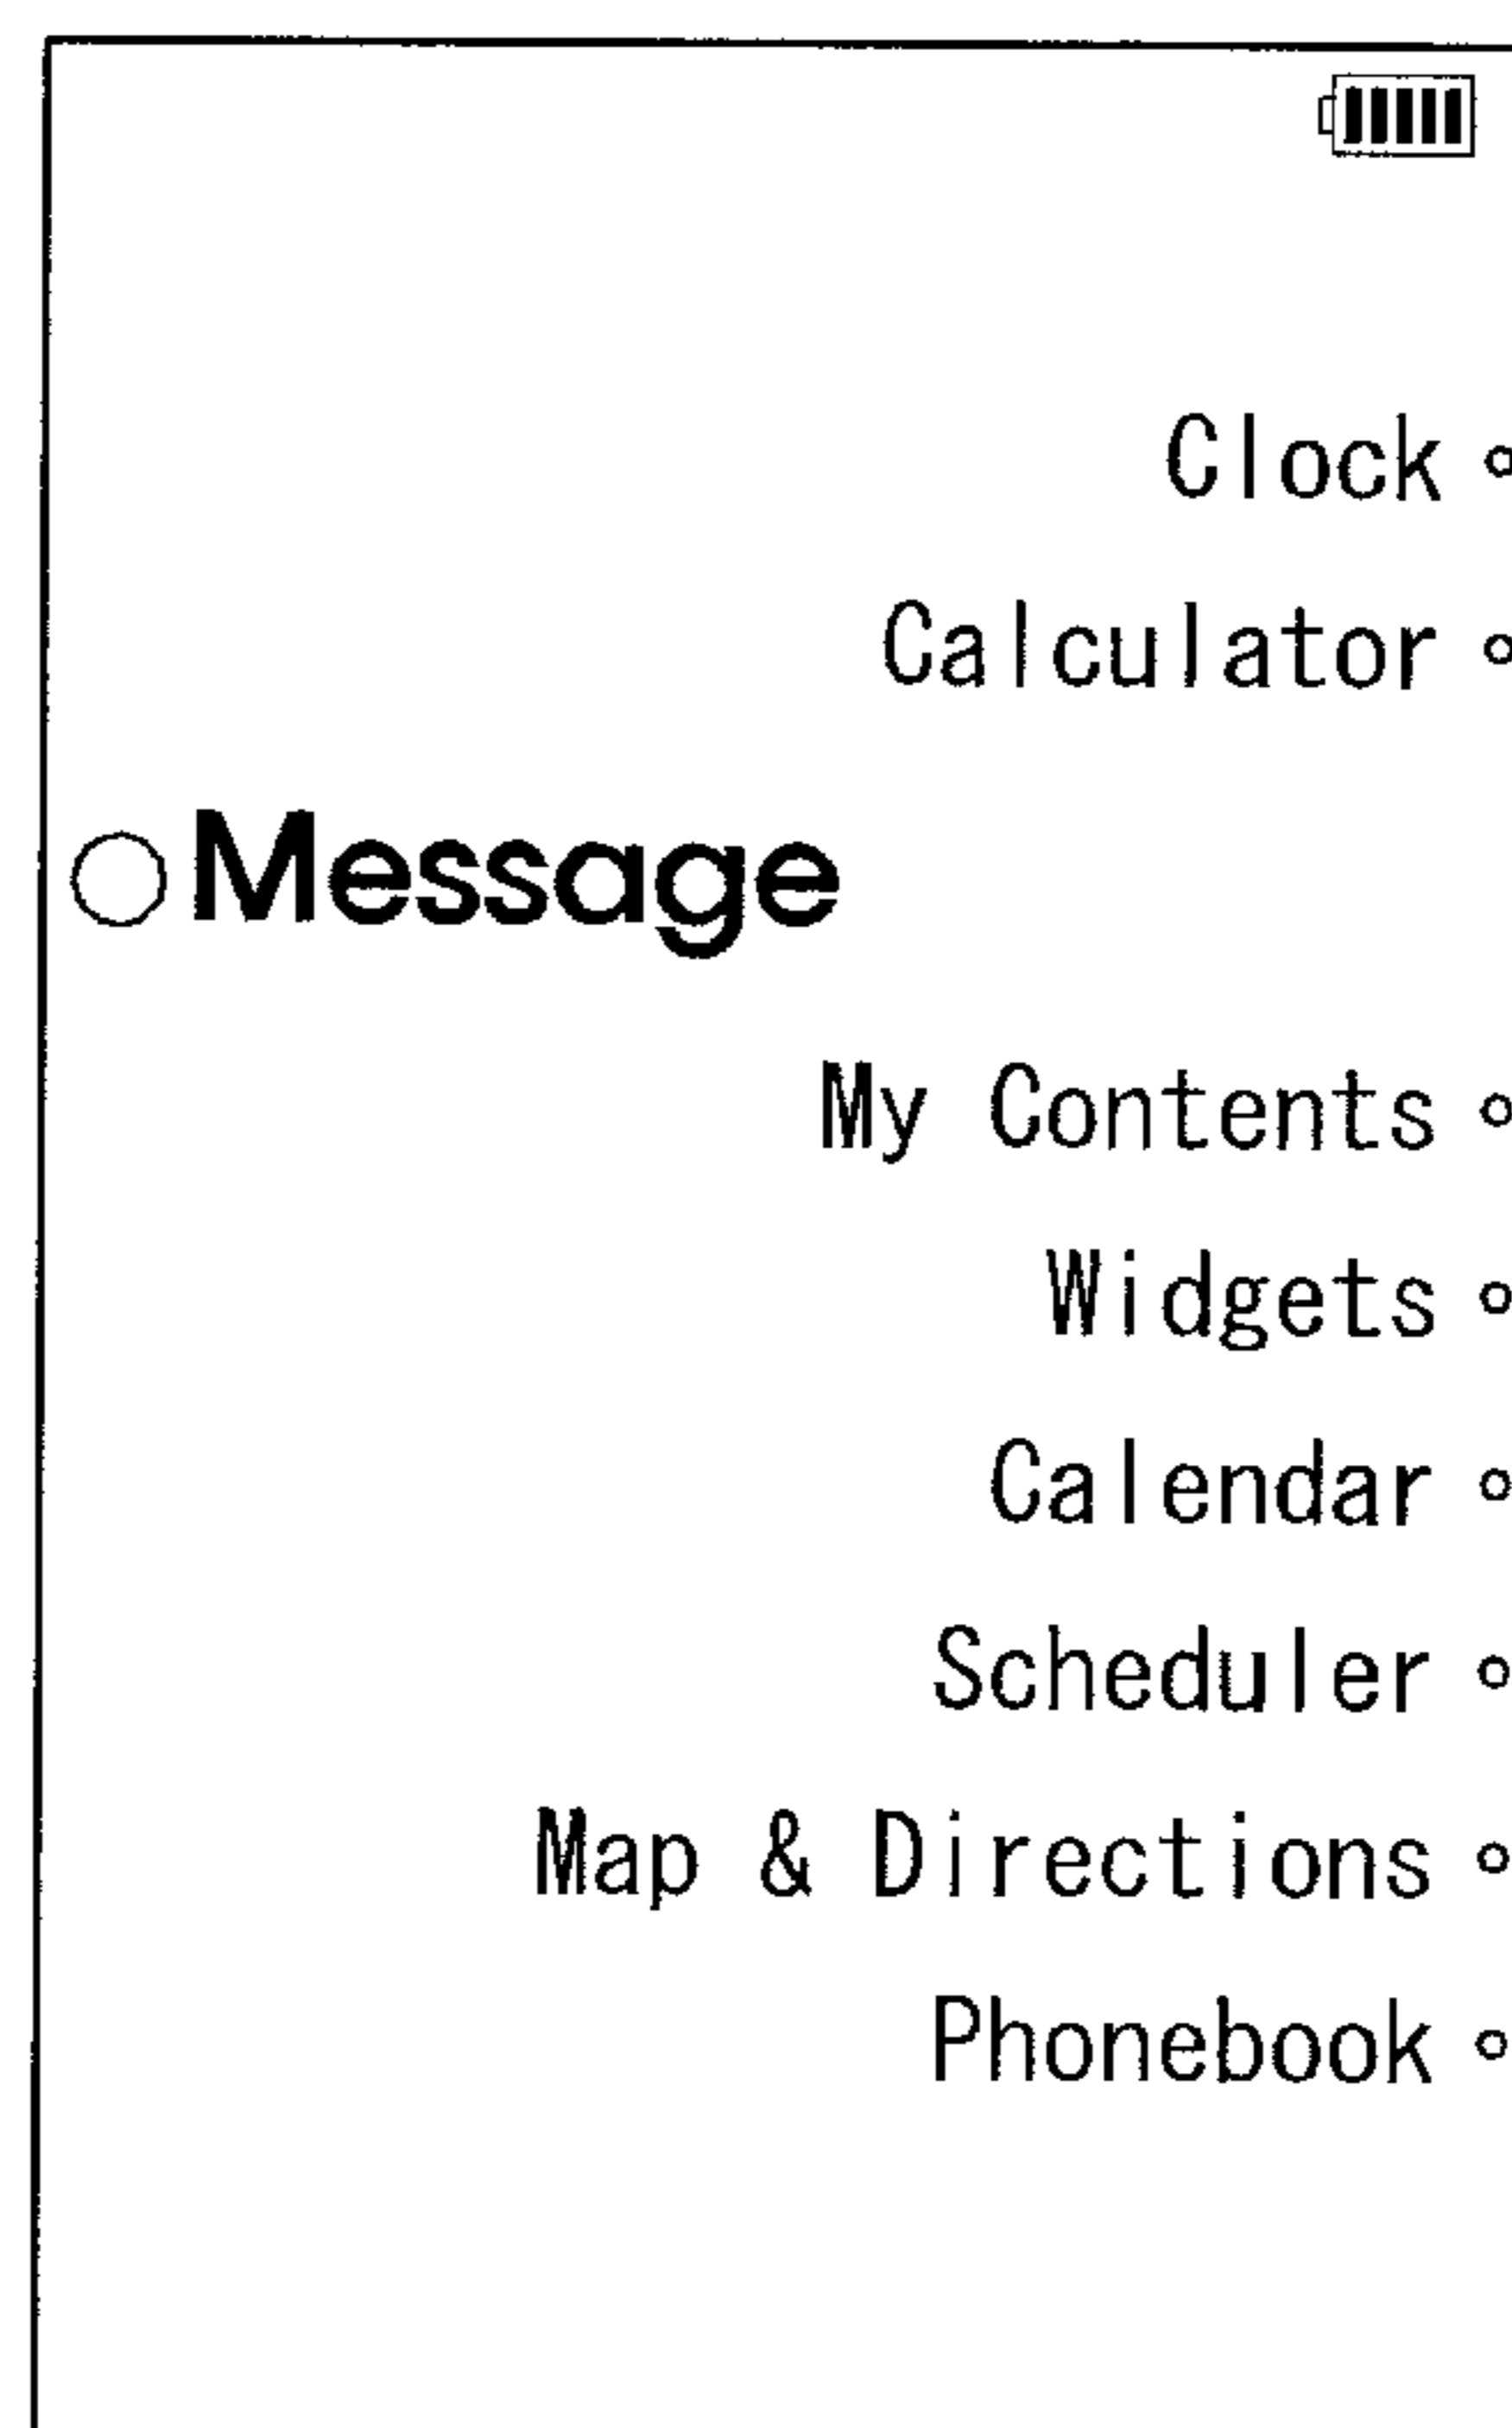 Clock
Calculator
Message
My Contents
Widgets
Calendar
Scheduler
Map & Directions
Phonebook